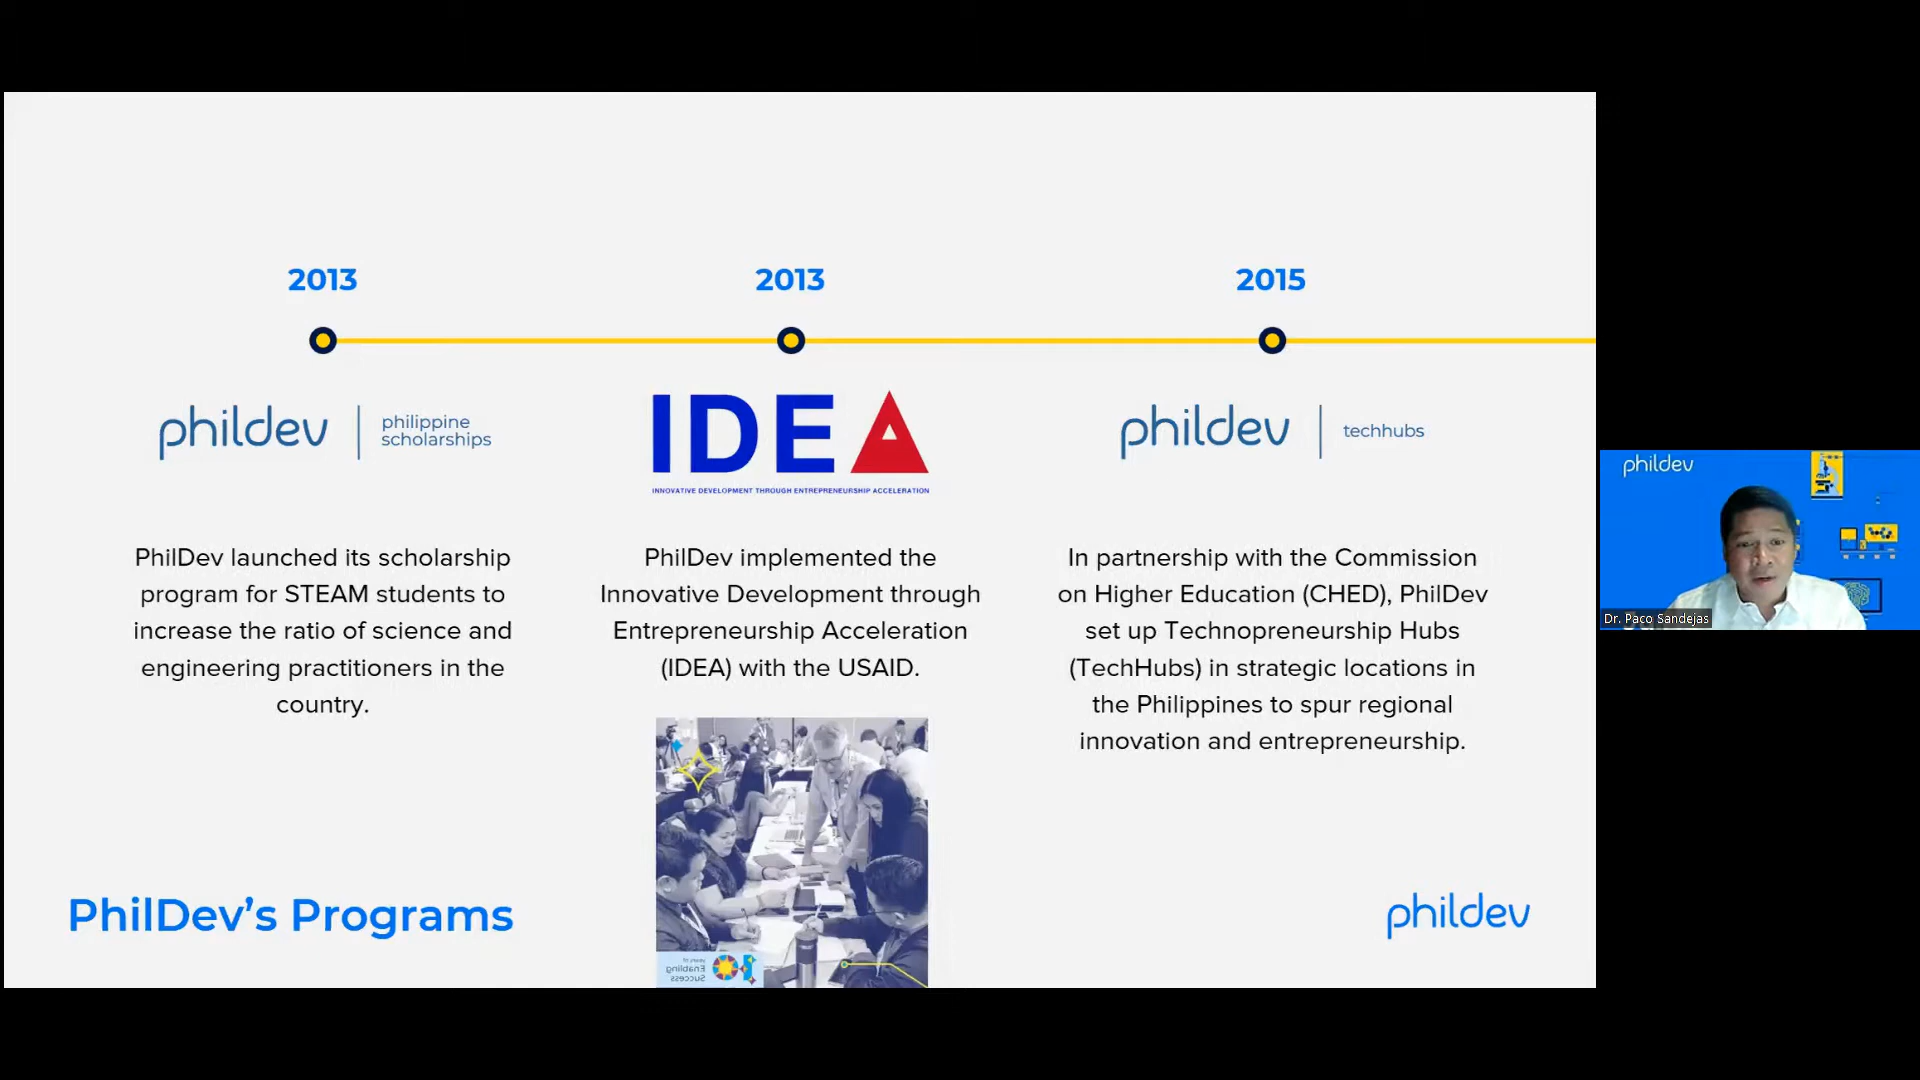 2013
phildev
philippine
scholarships
PhilDev launched its scholarship
program for STEAM students to
increase the ratio of science and
engineering practitioners in the
country.
2013
IDEA
INNOVATIVE DEVELOPMENT THROUGH ENTREPRENEURSHIP ACCELERATION
PhilDev implemented the
Innovative Development through
Entrepreneurship Acceleration
(IDEA) with the USAID.
years of
Enabling
Success
2015
phildev
techhubs
In partnership with the Commission
on Higher Education (CHED), PhilDev
set up Technopreneurship Hubs
(TechHubs) in strategic locations in
the Philippines to spur regional
innovation and entrepreneurship.
PhilDev’s Programs
phildev
phildev
Dr. Paco Sandejas